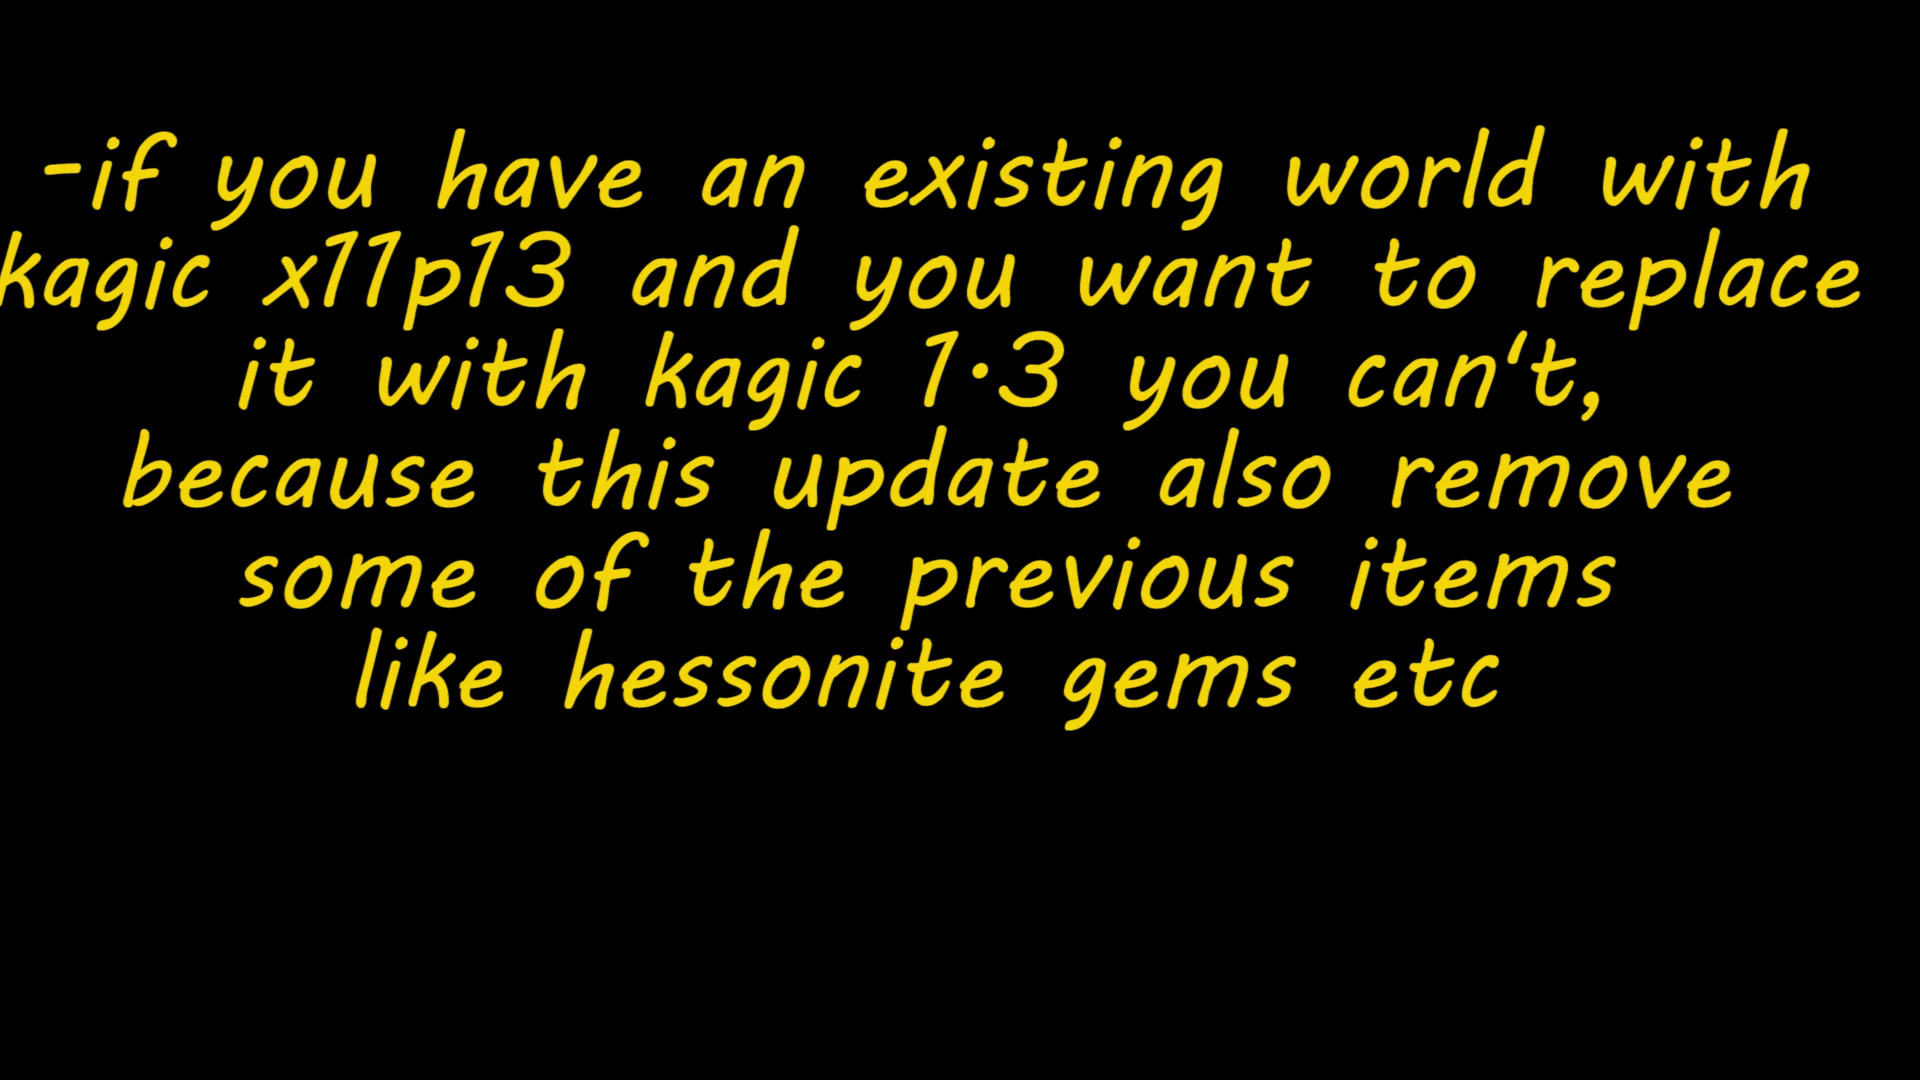 -if you have an existing world with
kagic x11p13 and you want to replace
it with kagic 1.3 you can't,
because this update also remove
some of the previous items
like hessonite gems etc